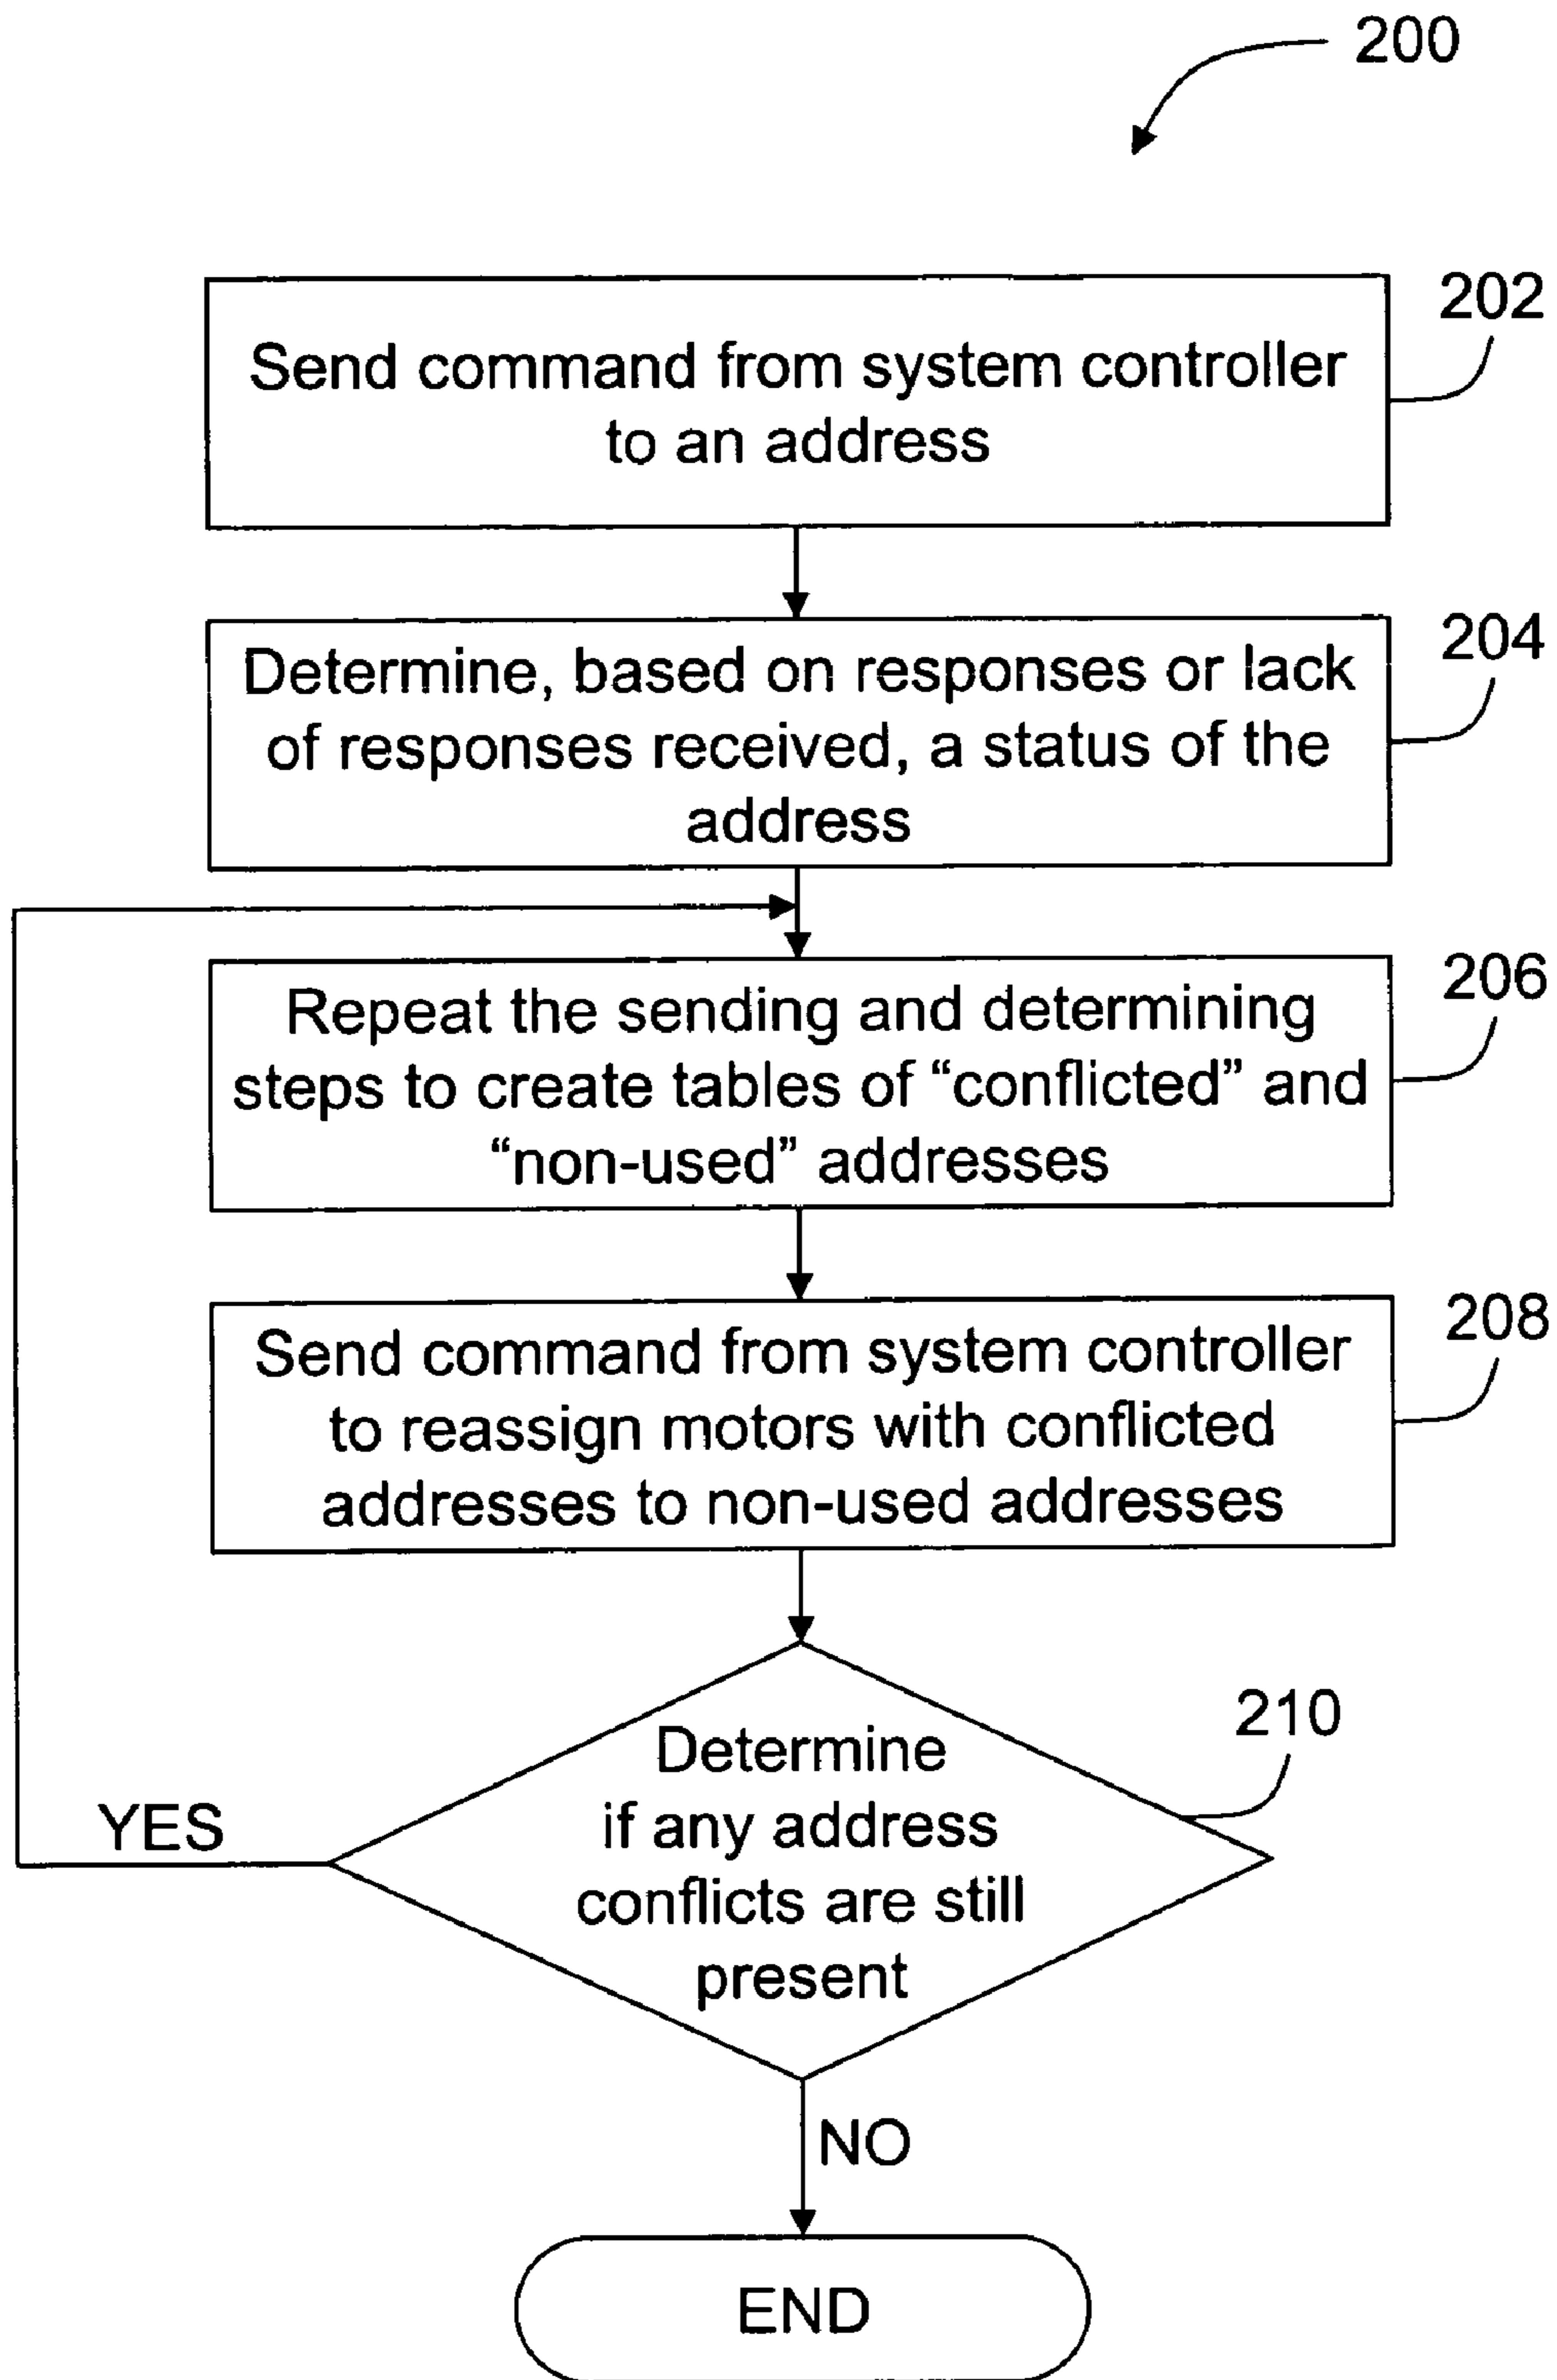 200
202
Send command from system controller
to an address
204
Determine, based on responses or lack
of responses received, a status of the
address
206
Repeat the sending and determining
steps to create tables of “conflicted” and
“non-used” addresses
208
Send command from system controller
to reassign motors with conflicted
addresses to non-used addresses
210
Determine
if any address
conflicts are still
present
YES
NO
END